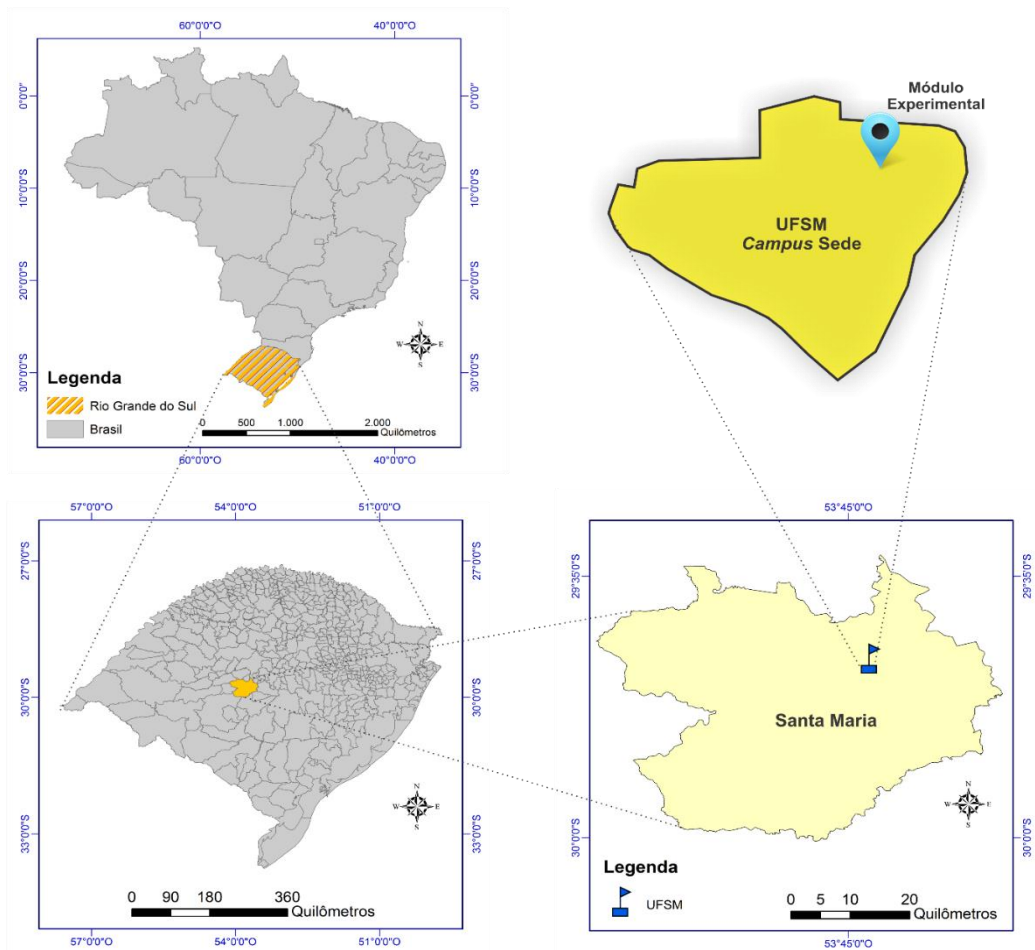 60°0'0"O 40°0'0"O
0°0'0"
10°0'0"S
20°0'0"S
30°0'0"S
0°0'0"
10°0'0"S
20°0'0"S
30°0'0"S
N
W E
S
Legenda
Rio Grande do Sul
Brasil
0 500 1.000 2.000
Quilômetros
60°0'0"O 40°0'0"O
Módulo
Experimental
UFSM
Campus Sede
57°0'0"O 54°0'0"O 51°0'0"O
27°0'0"S
30°0'0"S
33°0'0"S
27°0'0"S
30°0'0"S
33°0'0"S
N
W E
S
0 90 180 360
Quilômetros
57°0'0"O 54°0'0"O 51°0'0"O
53°45'0"O
29°35'0"S
30°0'0"S
29°35'0"S
30°0'0"S
Santa Maria
N
W E
S
Legenda
UFSM
0 5 10 20
Quilômetros
53°45'0"O